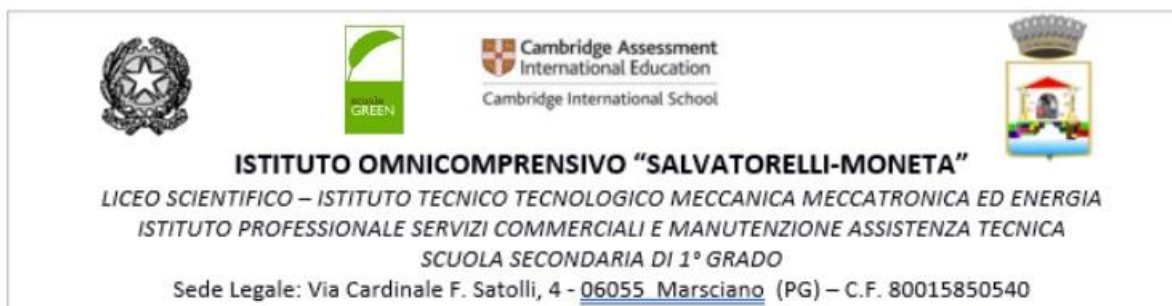 scuola
GREEN
Cambridge Assessment
International Education
Cambridge International School
ISTITUTO OMNICOMPRENSIVO “SALVATORELLI-MONETA”
LICEO SCIENTIFICO – ISTITUTO TECNICO TECNOLOGICO MECCANICA MECCATRONICA ED ENERGIA
ISTITUTO PROFESSIONALE SERVIZI COMMERCIALI E MANUTENZIONE ASSISTENZA TECNICA
SCUOLA SECONDARIA DI 1° GRADO
Sede Legale: Via Cardinale F. Satolli, 4 - 06055 Marsciano (PG) – C.F. 80015850540